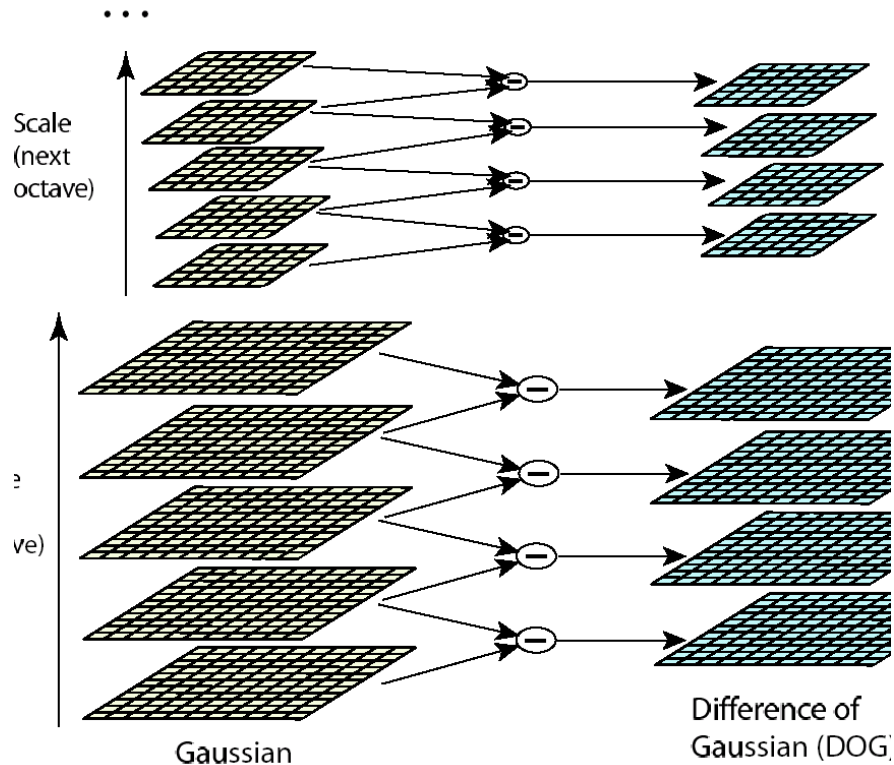 ...
Scale
(next
octave)
Gaussian
Difference of
Gaussian (DOG)